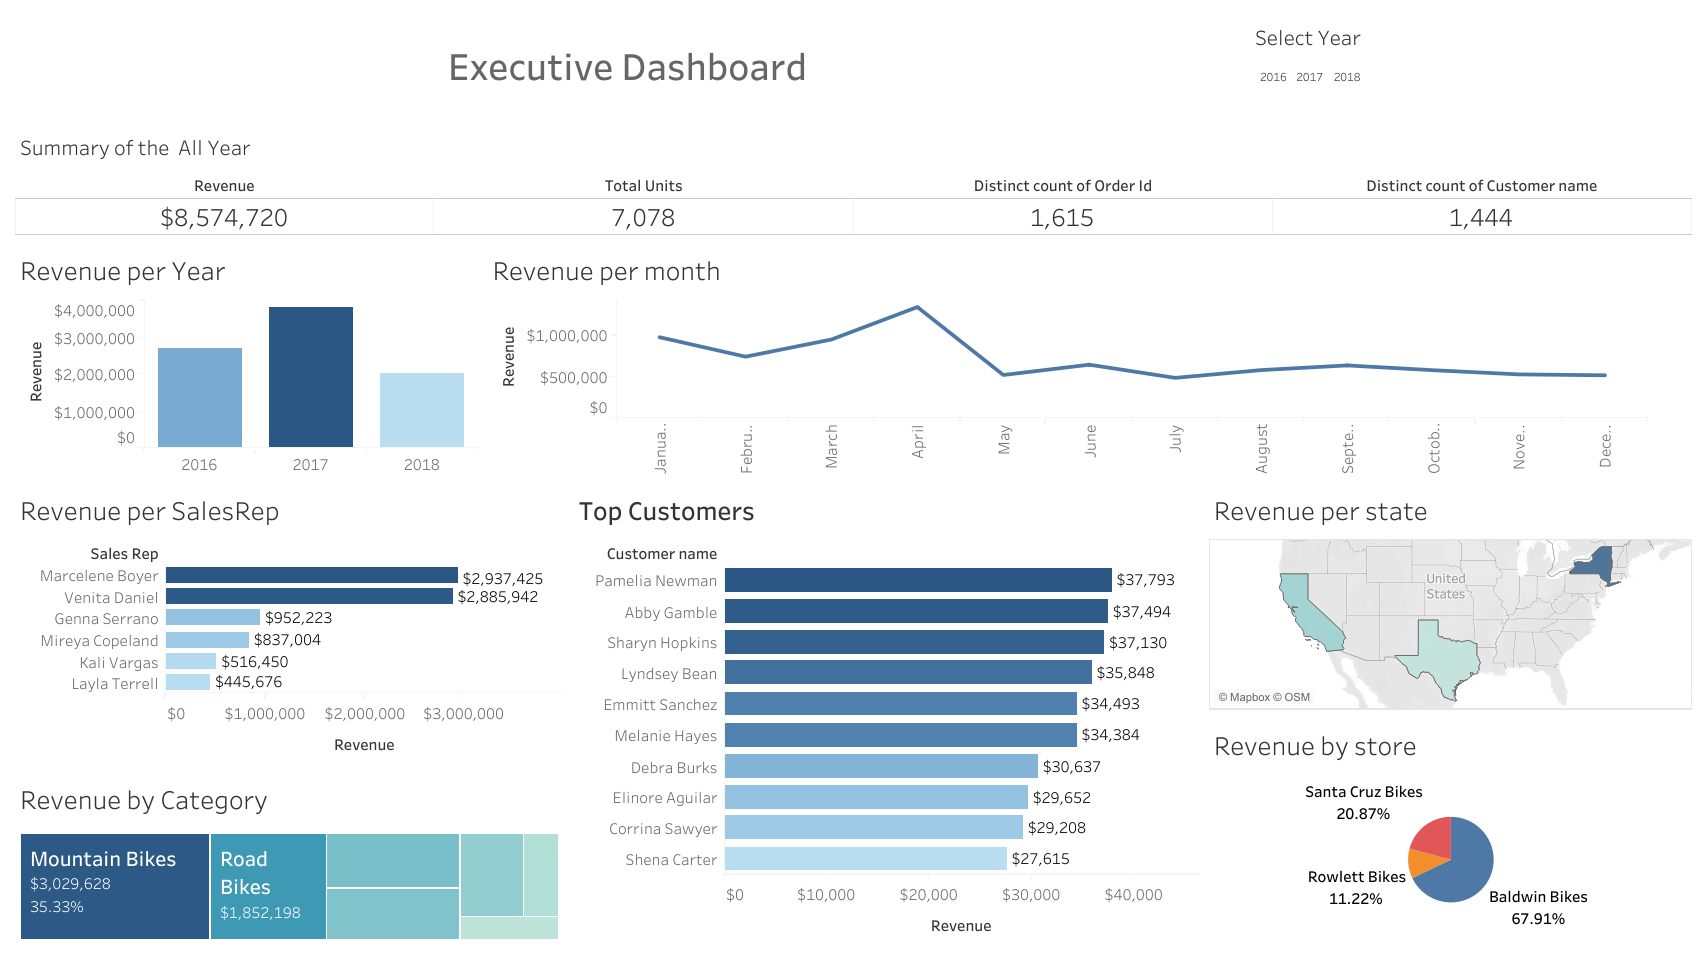 Executive Dashboard
Select Year
2016 2017 2018
Summary of the All Year
Revenue
Total Units
Distinct count of Order Id
Distinct count of Customer name
$8,574,720
7,078
1,615
1,444
Revenue per Year
Revenue
$4,000,000
$3,000,000
$2,000,000
$1,000,000
$0
2016
2017
2018
Revenue per month
Revenue
$1,000,000
$500,000
$0
Janua..
Febru..
March
April
May
June
July
August
Septe..
Octob..
Nove..
Dece..
Revenue per SalesRep
Sales Rep
Marcelene Boyer $2,937,425
Venita Daniel $2,885,942
Genna Serrano $952,223
Mireya Copeland $837,004
Kali Vargas $516,450
Layla Terrell $445,676
$0 $1,000,000 $2,000,000 $3,000,000
Revenue
Top Customers
Customer name
Pamelia Newman $37,793
Abby Gamble $37,494
Sharyn Hopkins $37,130
Lyndsey Bean $35,848
Emmitt Sanchez $34,493
Melanie Hayes $34,384
Debra Burks $30,637
Elinore Aguilar $29,652
Corrina Sawyer $29,208
Shena Carter $27,615
$0 $10,000 $20,000 $30,000 $40,000
Revenue
Revenue per state
United
States
© Mapbox © OSM
Revenue by store
Santa Cruz Bikes
20.87%
Rowlett Bikes
11.22%
Baldwin Bikes
67.91%
Revenue by Category
Mountain Bikes
$3,029,628
35.33%
Road
Bikes
$1,852,198